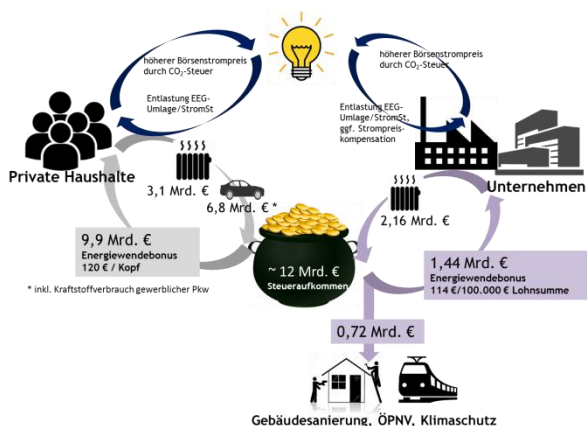 höherer Börsenstrompreis
durch CO₂-Steuer
höherer Börsenstrompreis
durch CO₂-Steuer
Entlastung EEG-
Umlage/StromSt
Entlastung EEG-
Umlage/StromSt,
ggf. Strompreis-
kompensation
Private Haushalte
Unternehmen
3,1 Mrd. €
6,8 Mrd. € *
2,16 Mrd. €
9,9 Mrd. €
Energiewendebonus
120 € / Kopf
~ 12 Mrd. €
Steueraufkommen
1,44 Mrd. €
Energiewendebonus
114 €/100.000 € Lohnsumme
* inkl. Kraftstoffverbrauch gewerblicher Pkw
0,72 Mrd. €
Gebäudesanierung, ÖPNV, Klimaschutz